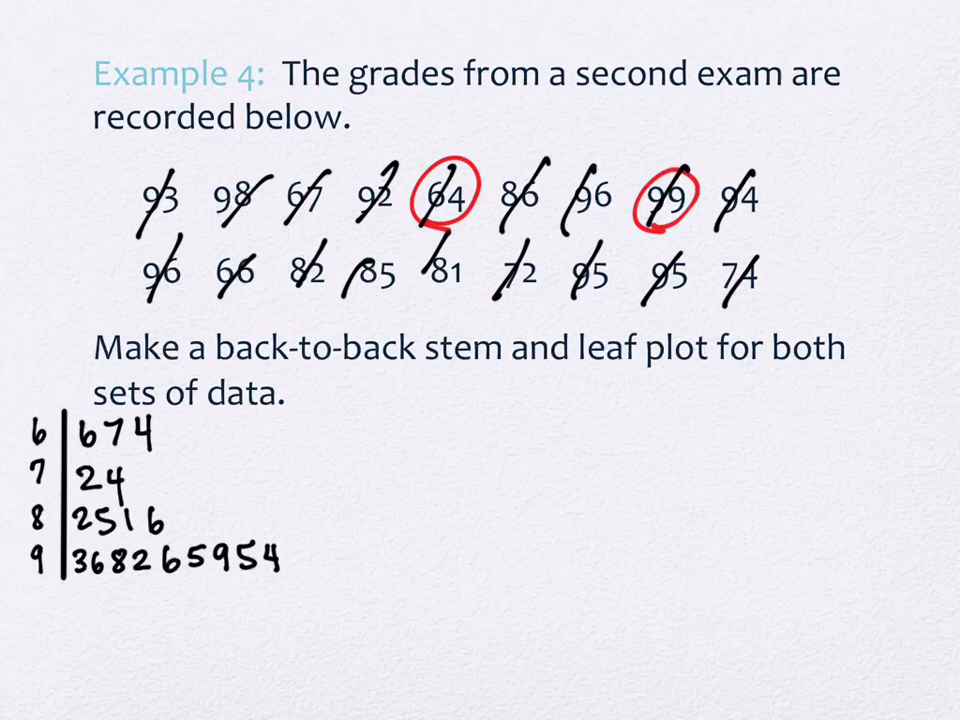 Example 4: The grades from a second exam are
recorded below.
93 98 67 92 64 86 96 99 94
96 66 82 85 81 72 95 95 74
Make a back-to-back stem and leaf plot for both
sets of data.
6 | 6 7 4
7 | 2 4
8 | 2 5 1 6
9 | 3 6 8 2 6 5 9 5 4